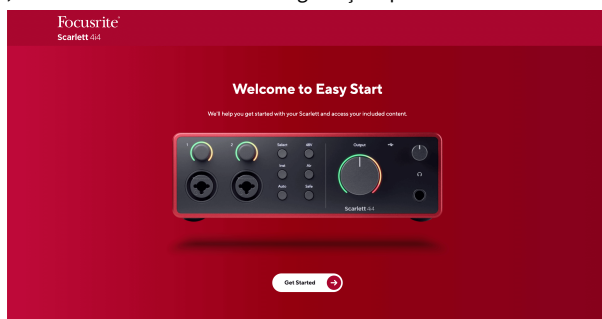 Focusrite®
Scarlett 4i4
Welcome to Easy Start
We'll help you get started with your Scarlett and access your included content.
1 2 Select 48V Output
Inst Air
Auto Safe
Scarlett 4i4
Get Started